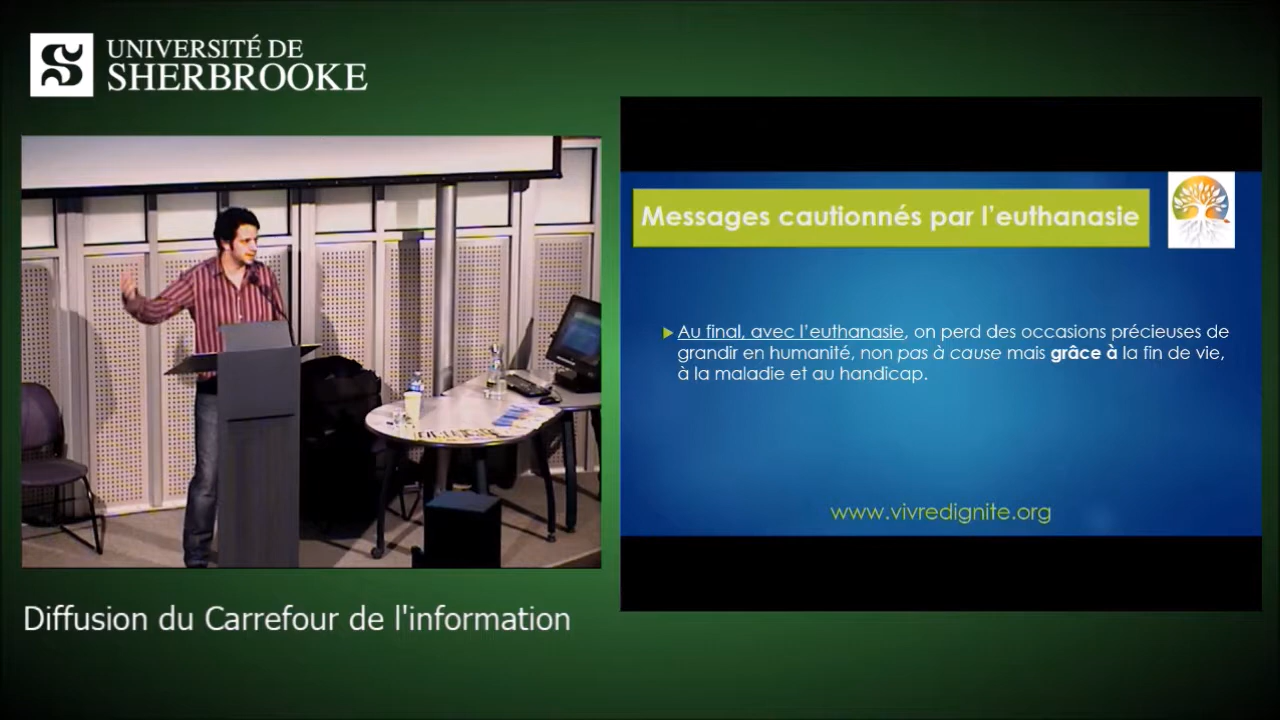 UNIVERSITÉ DE
SHERBROOKE
Messages cautionnés par l'euthanasie
Au final, avec l'euthanasie, on perd des occasions précieuses de
grandir en humanité, non pas à cause mais grâce à la fin de vie,
à la maladie et au handicap.
www.vivredignite.org
Diffusion du Carrefour de l'information